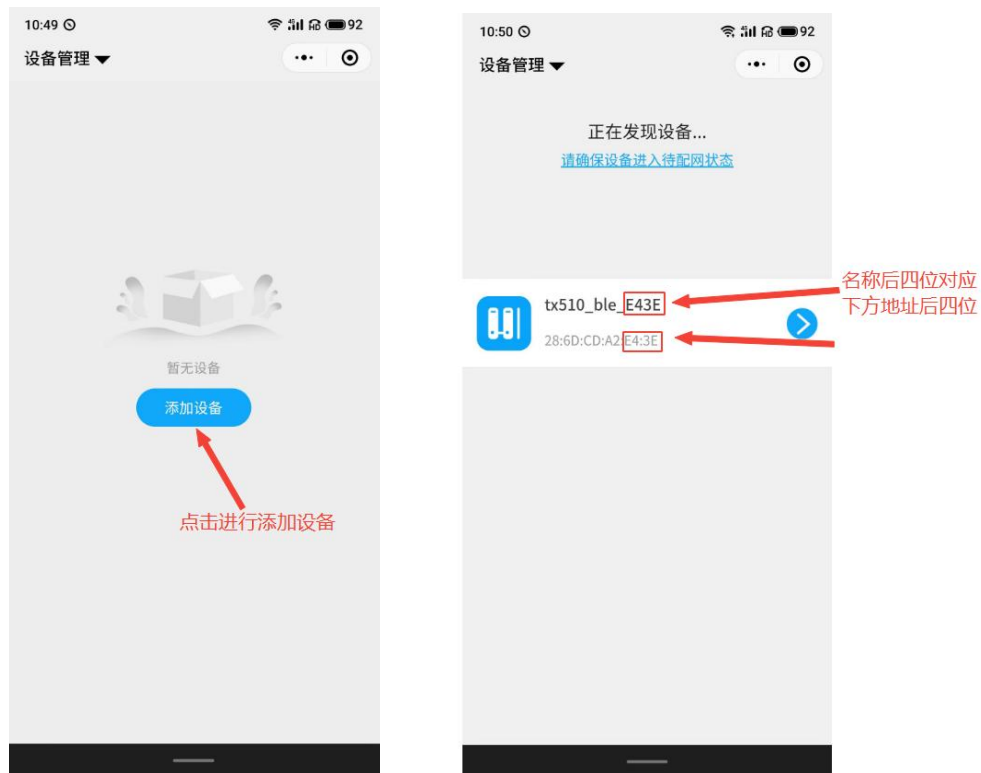 10:49
92
设备管理
暂无设备
添加设备
点击进行添加设备
10:50
92
设备管理
正在发现设备...
请确保设备进入待配网状态
tx510_ble_E43E
28:6D:CD:A2:E4:3E
名称后四位对应
下方地址后四位